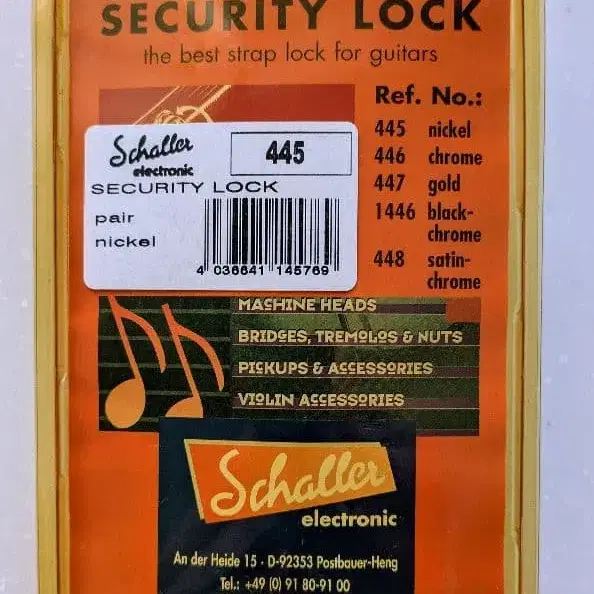 SECURITY LOCK
the best strap lock for guitars
Ref. No.:
445 nickel
446 chrome
447 gold
1446 black-
chrome
448 satin-
chrome
Schaller
electronic
445
SECURITY LOCK
pair
nickel
4 036641 145769
MACHINE HEADS
BRIDGES, TREMOLOS & NUTS
PICKUPS & ACCESSORIES
VIOLIN ACCESSORIES
Schaller
electronic
An der Heide 15 · D-92353 Postbauer-Heng
Tel.: +49 (0) 91 80-91 00